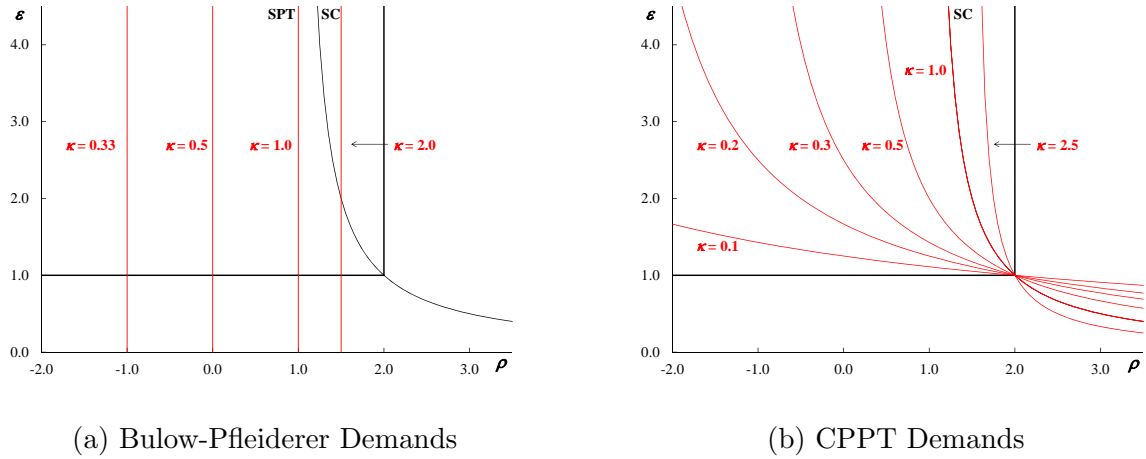 ε SPT SC
4.0
3.0
κ = 0.33 κ = 0.5 κ = 1.0 κ = 2.0
2.0
1.0
0.0
-2.0 -1.0 0.0 1.0 2.0 3.0 ρ
(a) Bulow-Pfleiderer Demands
ε SC
4.0
κ = 1.0
3.0
κ = 0.2 κ = 0.3 κ = 0.5 κ = 2.5
2.0
κ = 0.1
1.0
0.0
-2.0 -1.0 0.0 1.0 2.0 3.0 ρ
(b) CPPT Demands